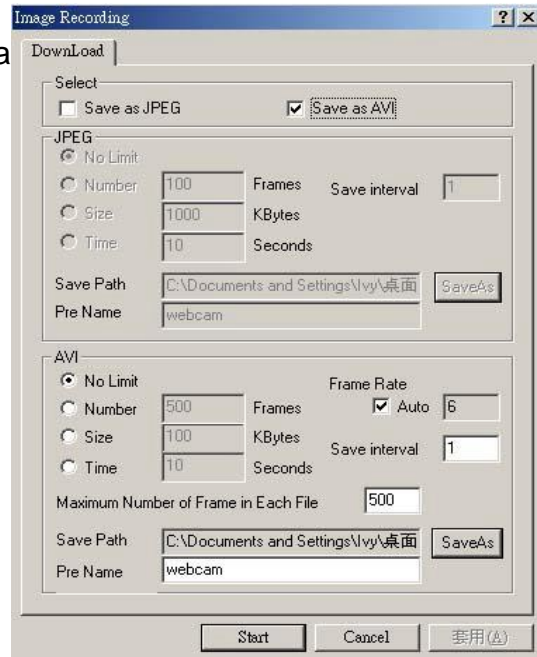 Image Recording
a
DownLoad
Select
Save as JPEG Save as AVI
JPEG
No Limit
Number 100 Frames Save interval 1
Size 1000 KBytes
Time 10 Seconds
Save Path C:\Documents and Settings\Ivy\桌面 SaveAs
Pre Name webcam
AVI
No Limit Frame Rate
Number 500 Frames Auto 6
Size 100 KBytes Save interval 1
Time 10 Seconds
Maximum Number of Frame in Each File 500
Save Path C:\Documents and Settings\Ivy\桌面 SaveAs
Pre Name webcam
Start Cancel 套用(A)